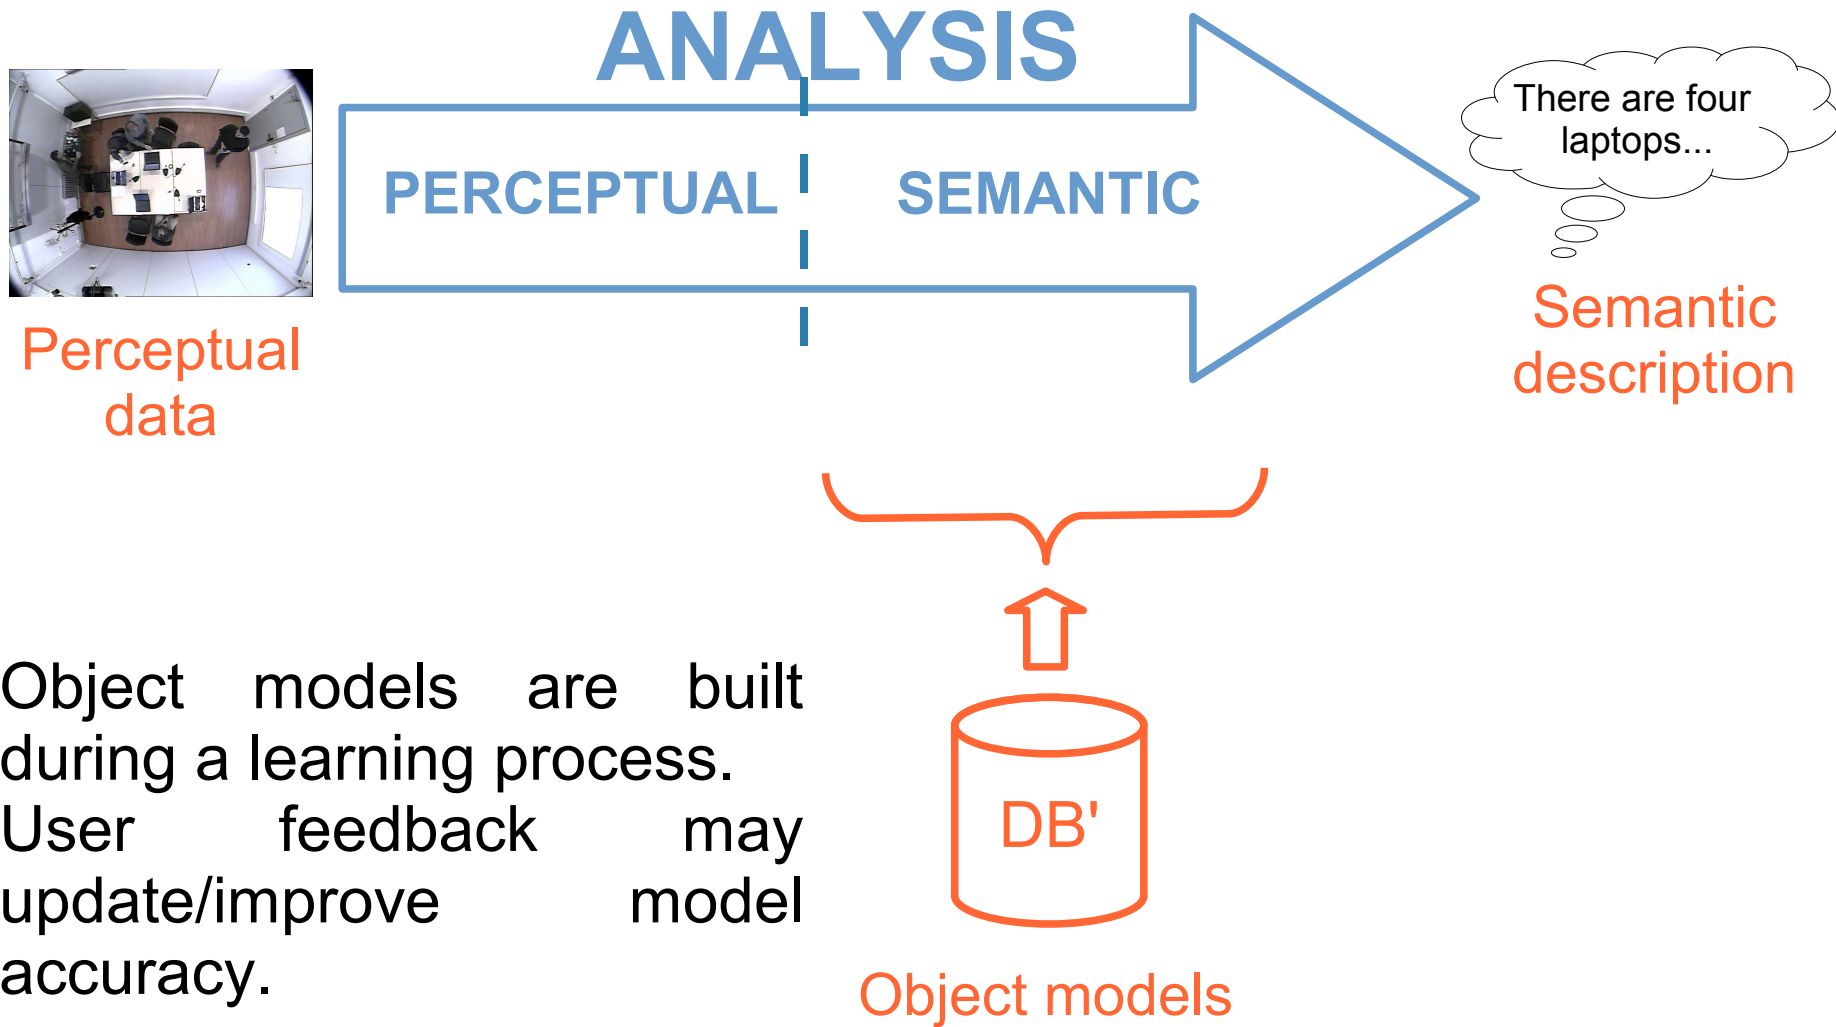 ANALYSIS
PERCEPTUAL
SEMANTIC
There are four
laptops...
Perceptual
data
Semantic
description
Object models are built
during a learning process.
User feedback may
update/improve model
accuracy.
DB'
Object models